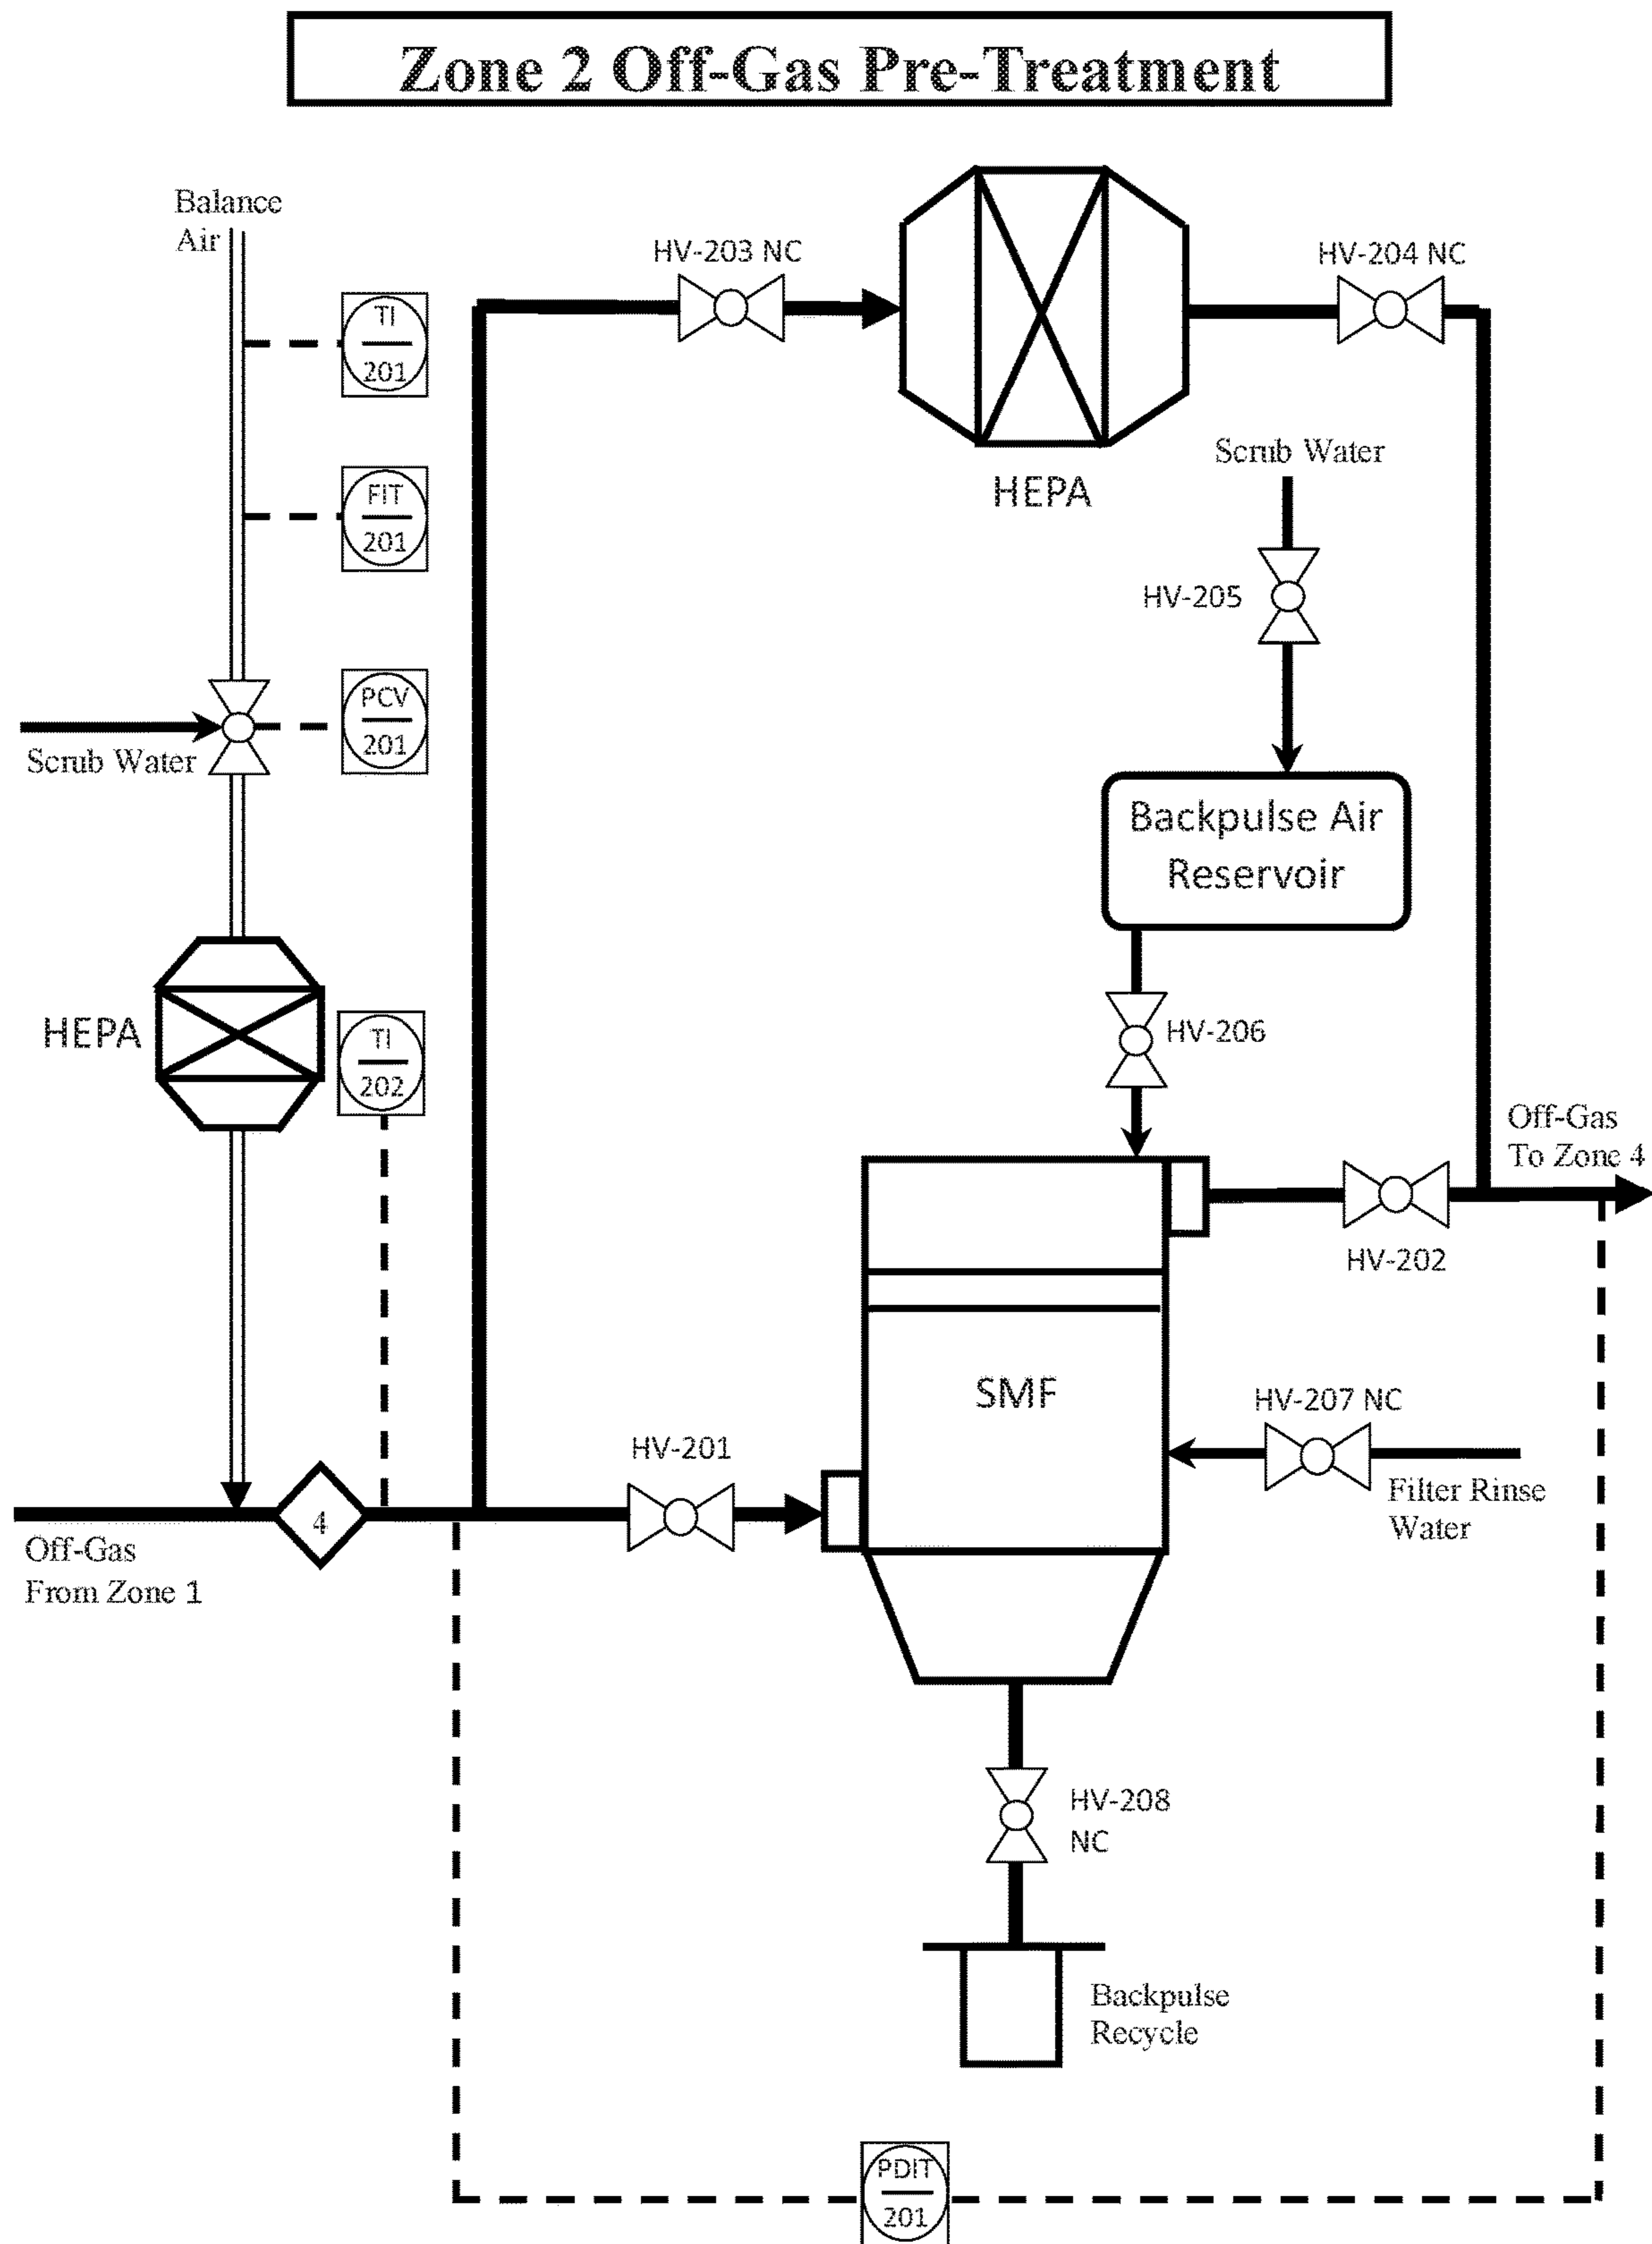 Zone 2 Off-Gas Pre-Treatment
Balance
Air
TI
201
FIT
201
PCV
201
Scrub Water
HEPA
TI
202
HV-203 NC
HEPA
HV-204 NC
Scrub Water
HV-205
Backpulse Air
Reservoir
HV-206
Off-Gas
To Zone 4
HV-202
SMF
HV-207 NC
Filter Rinse
Water
HV-201
4
Off-Gas
From Zone 1
HV-208
NC
Backpulse
Recycle
PDIT
201